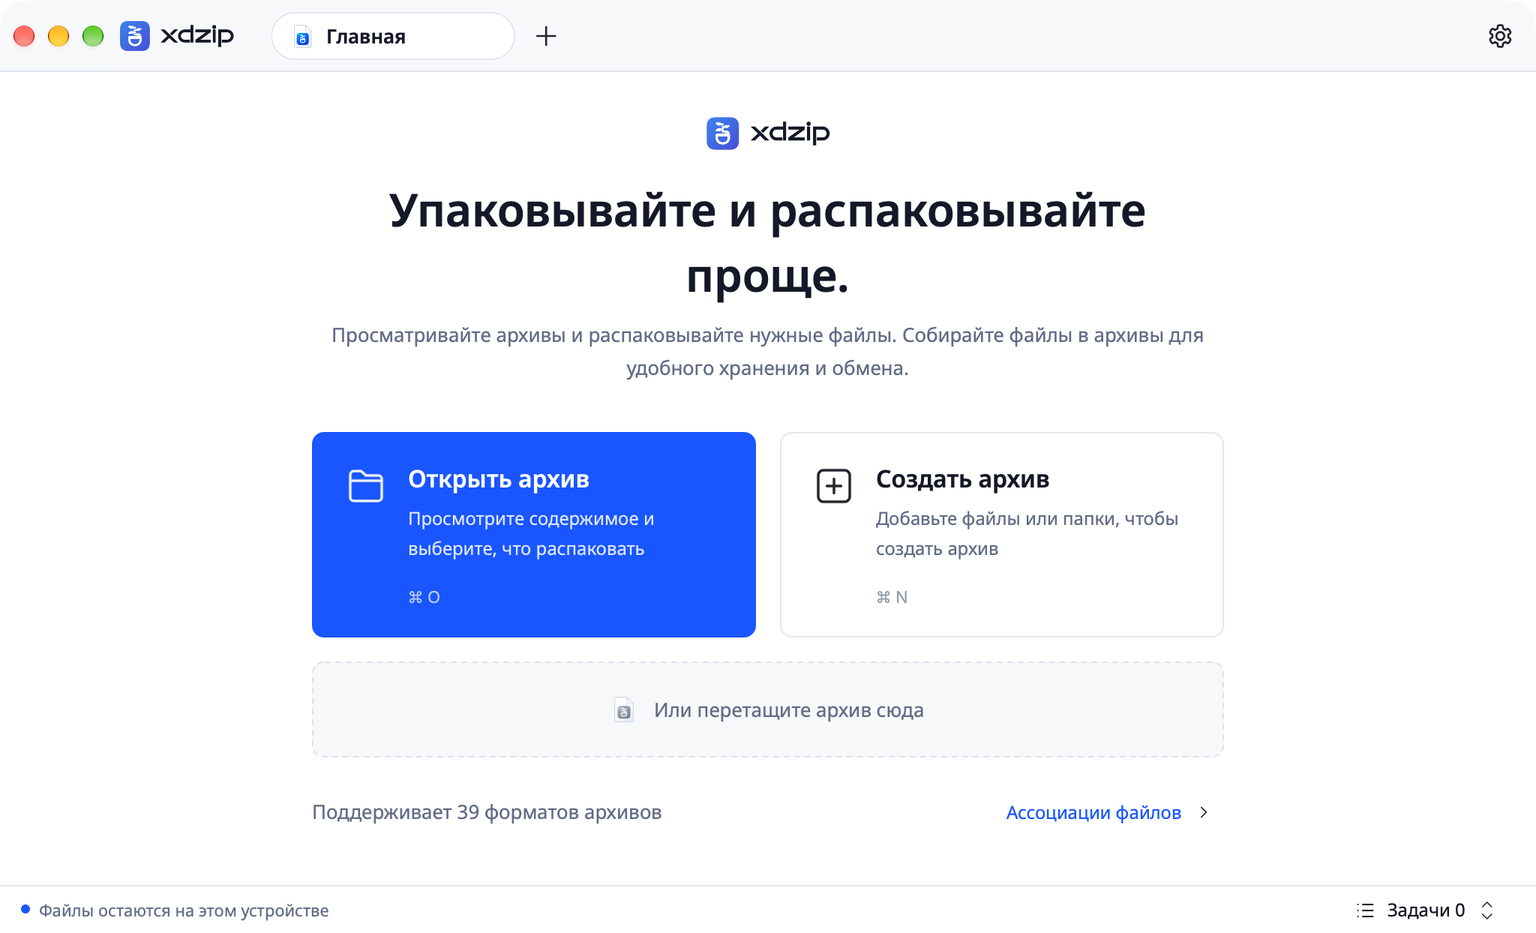 xdzip
Главная
xdzip
Упаковывайте и распаковывайте
проще.
Просматривайте архивы и распаковывайте нужные файлы. Собирайте файлы в архивы для
удобного хранения и обмена.
Открыть архив
Просмотрите содержимое и
выберите, что распаковать
⌘ O
Создать архив
Добавьте файлы или папки, чтобы
создать архив
⌘ N
Или перетащите архив сюда
Поддерживает 39 форматов архивов
Ассоциации файлов
Файлы остаются на этом устройстве
Задачи 0